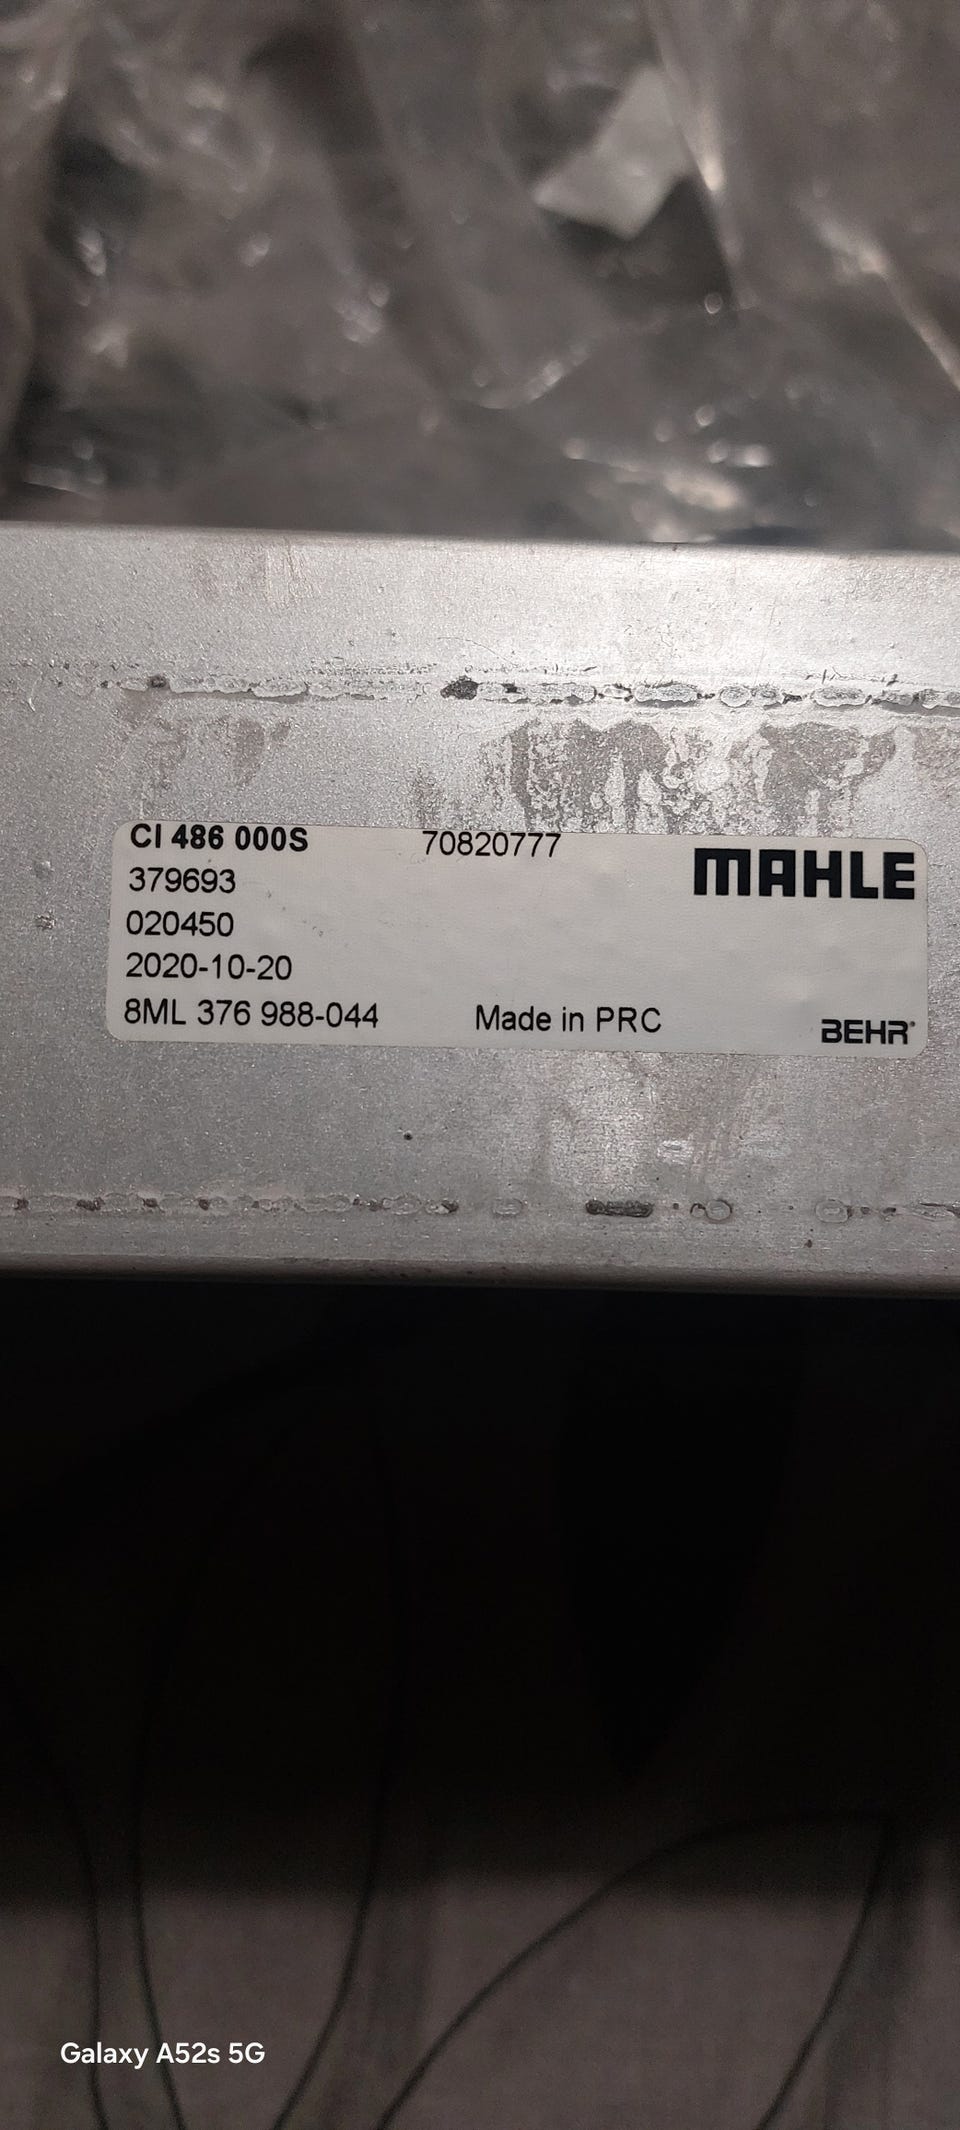 CI 486 000S 70820777
MAHLE
379693
020450
2020-10-20
8ML 376 988-044 Made in PRC BEHR®
Galaxy A52s 5G